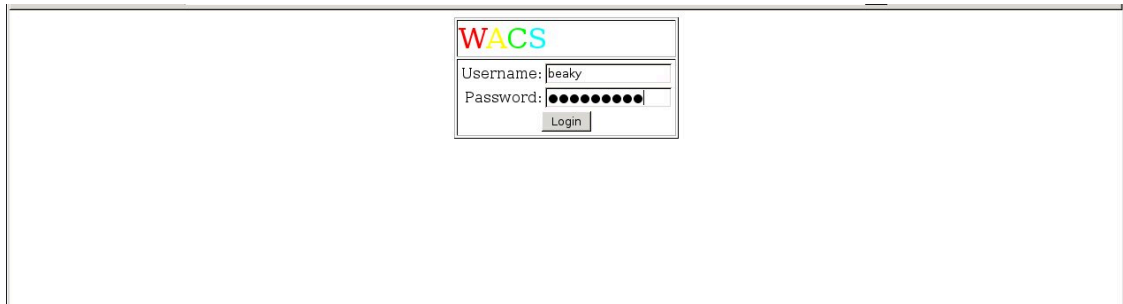 WACS
Username: beaky
Password: ●●●●●●●●●
Login